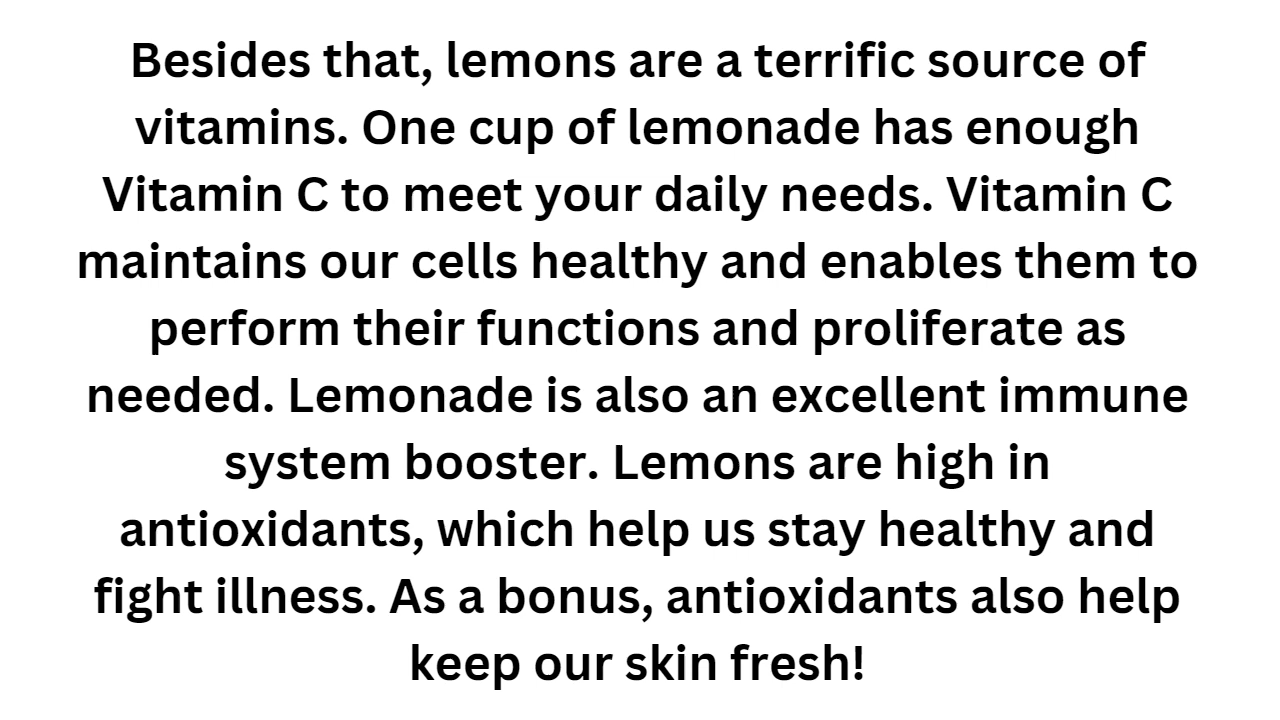 Besides that, lemons are a terrific source of
vitamins. One cup of lemonade has enough
Vitamin C to meet your daily needs. Vitamin C
maintains our cells healthy and enables them to
perform their functions and proliferate as
needed. Lemonade is also an excellent immune
system booster. Lemons are high in
antioxidants, which help us stay healthy and
fight illness. As a bonus, antioxidants also help
keep our skin fresh!